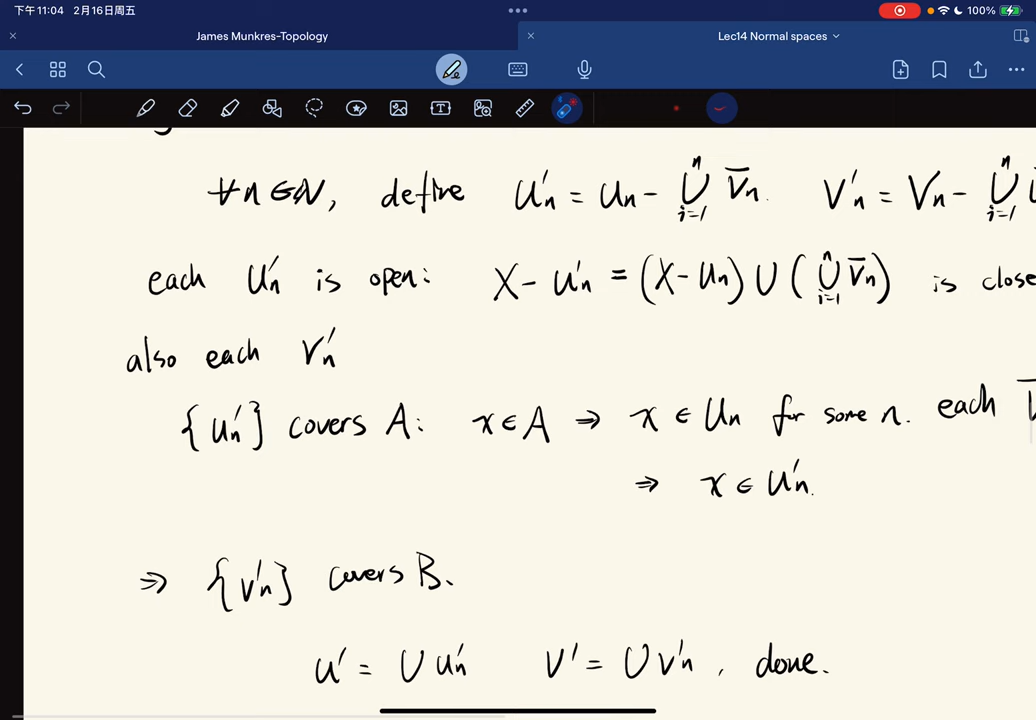 下午11:04 2月16日周五
100%
James Munkres-Topology
Lec14 Normal spaces
∀n∈N, define U'n = Un - ⋃_{i=1}^{n} V̄n. V'n = Vn - ⋃_{i=1}^{n}
each U'n is open: X - U'n = (X - Un) ∪ (⋃_{i=1}^{n} V̄n) is close
also each V'n
{U'n} covers A: x∈A ⇒ x ∈ Un for some n. each
⇒ x ∈ U'n.
⇒ {V'n} covers B.
U' = ⋃ U'n V' = ⋃ V'n, done.